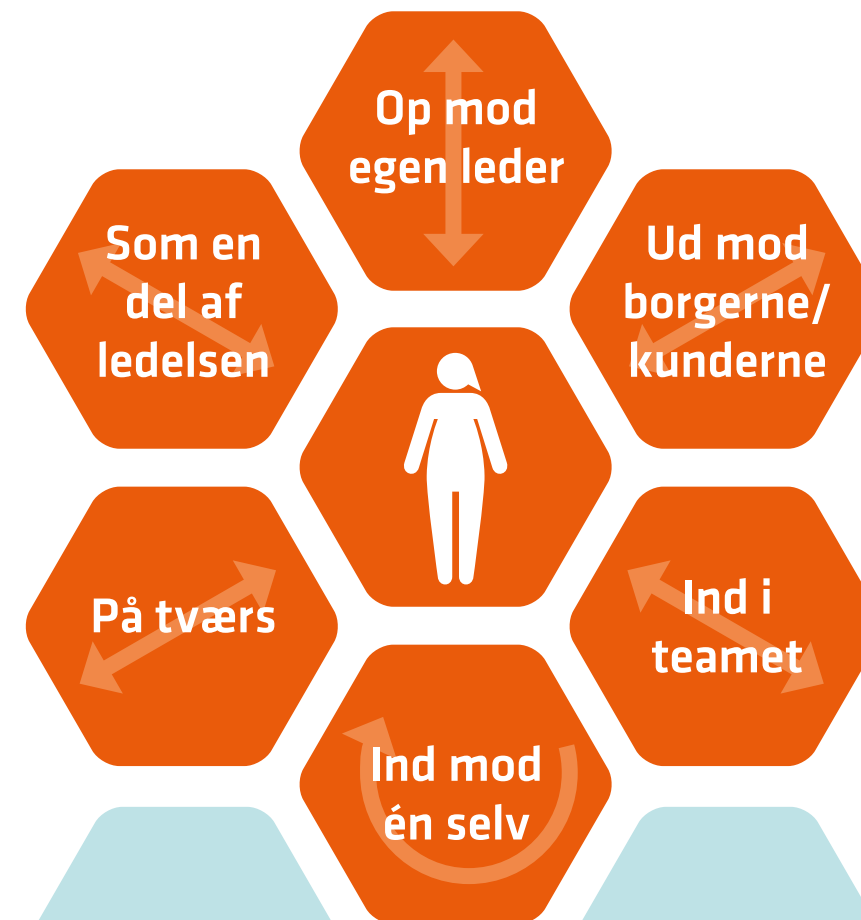 Op mod
egen leder
Som en
del af
ledelsen
Ud mod
borgerne/
kunderne
På tværs
Ind i
teamet
Ind mod
én selv